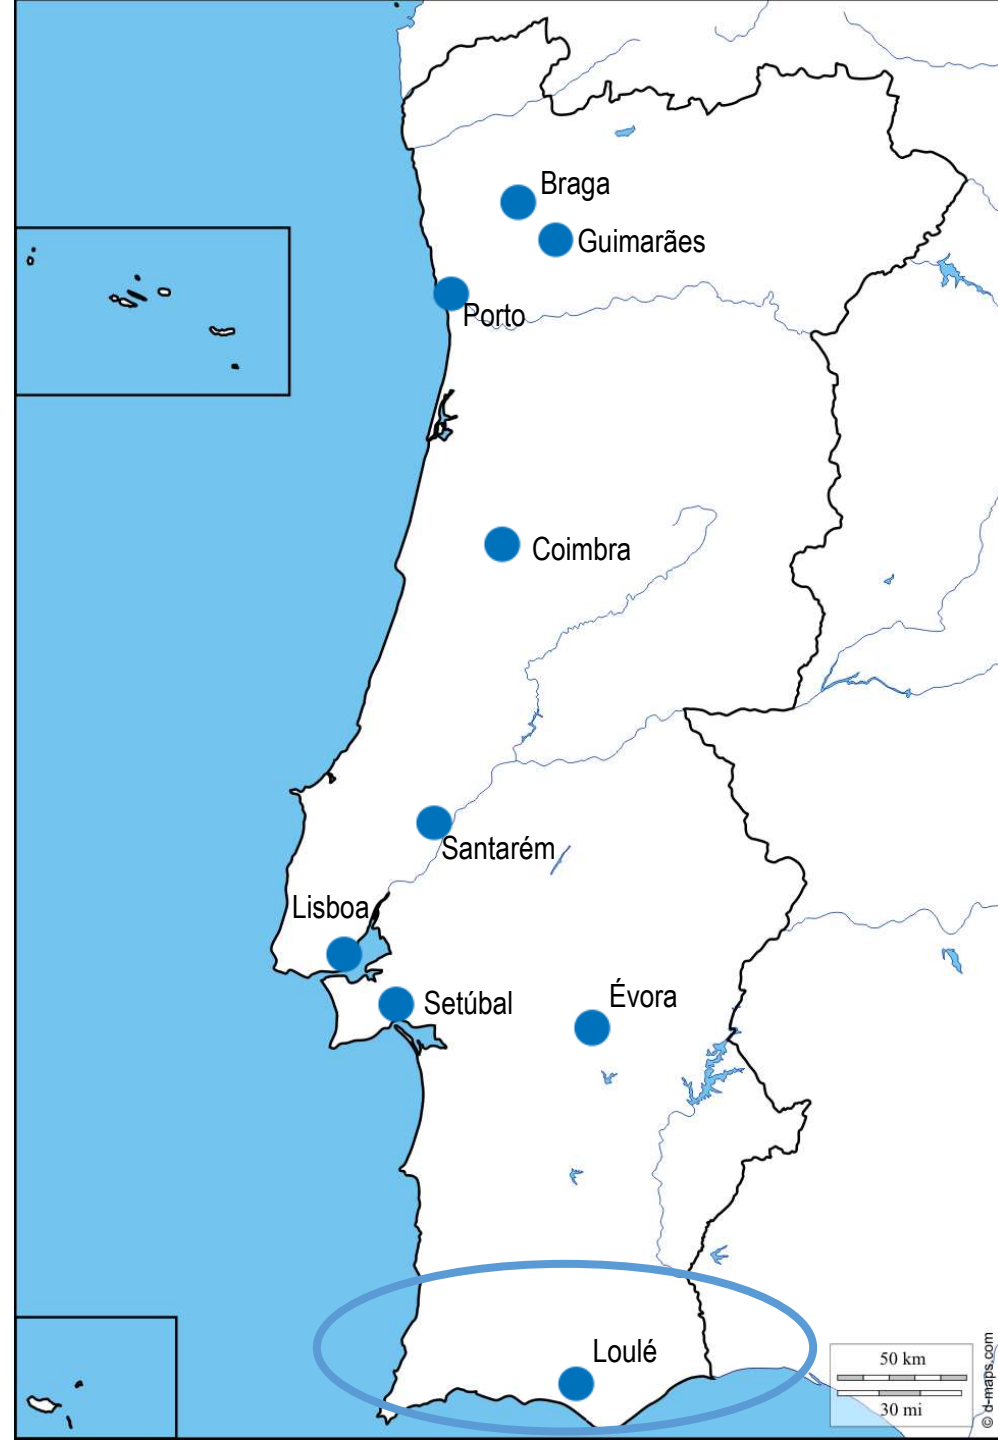 Braga
Guimarães
Porto
Coimbra
Santarém
Lisboa
Setúbal
Évora
Loulé
50 km
30 mi
© d-maps.com